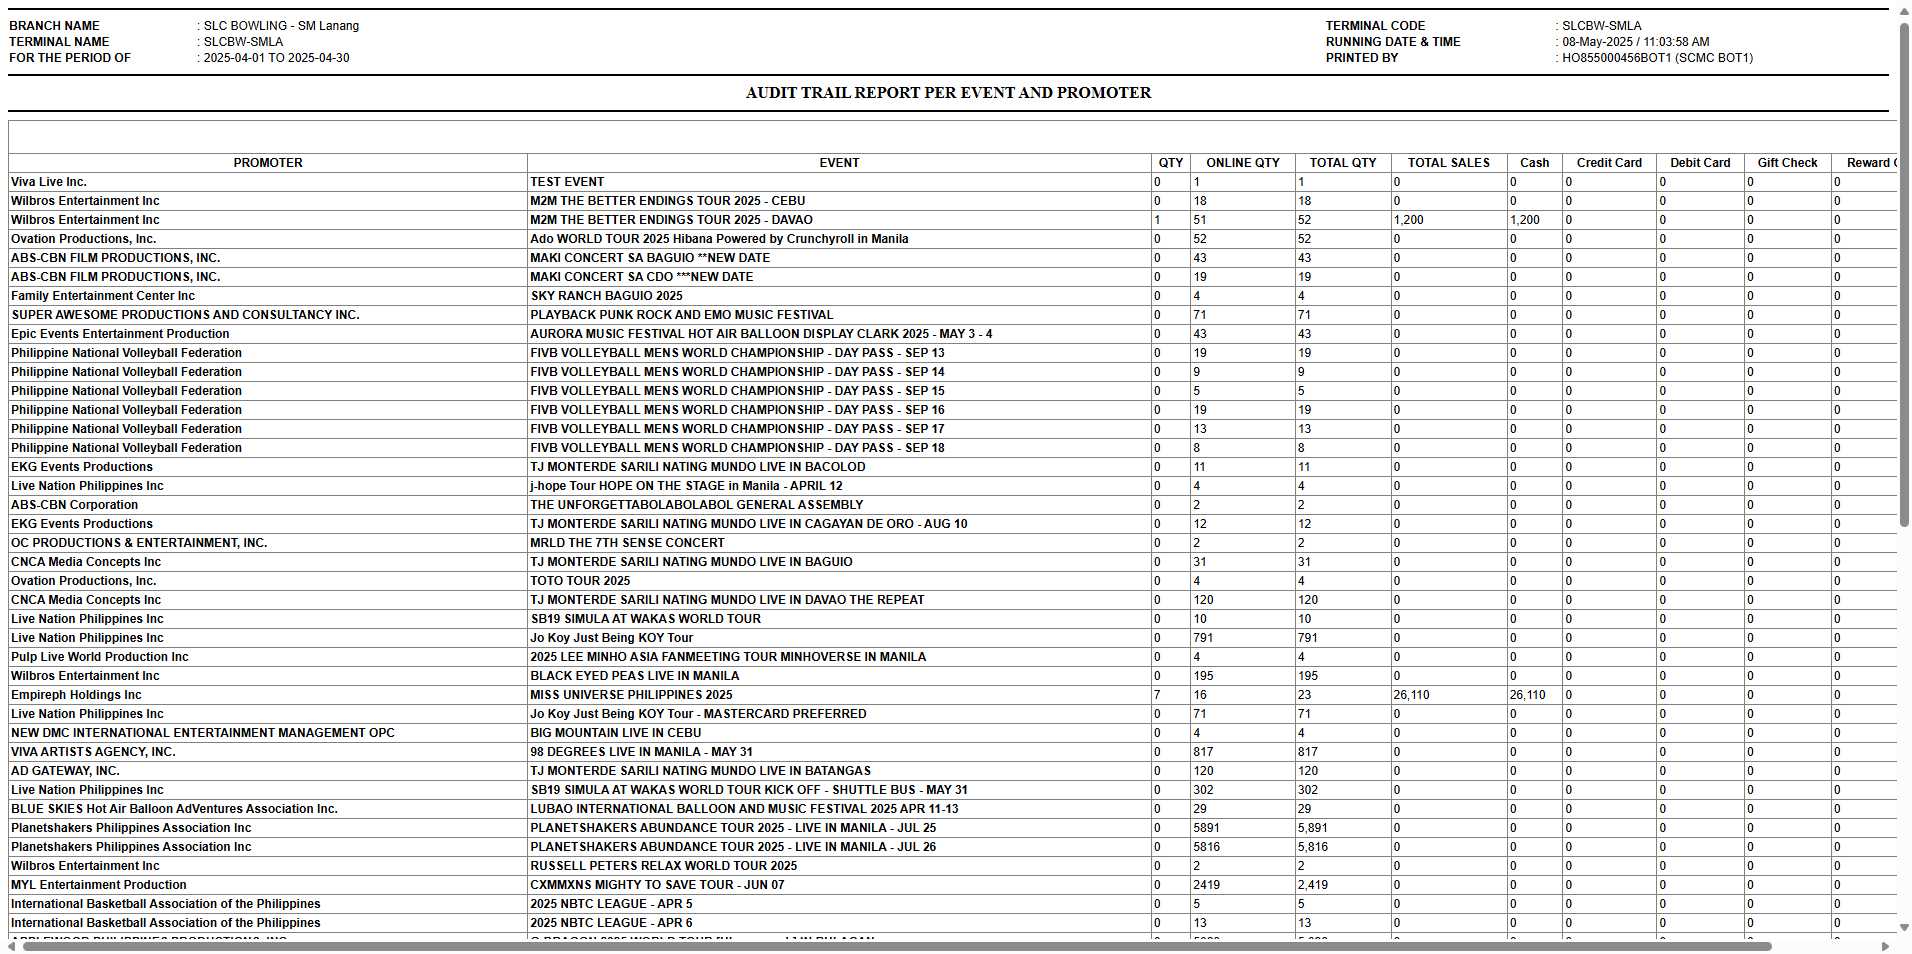 BRANCH NAME : SLC BOWLING - SM Lanang TERMINAL CODE : SLCBW-SMLA
TERMINAL NAME : SLCBW-SMLA RUNNING DATE & TIME : 08-May-2025 / 11:03:58 AM
FOR THE PERIOD OF : 2025-04-01 TO 2025-04-30 PRINTED BY : HO855000456BOT1 (SCMC BOT1)
AUDIT TRAIL REPORT PER EVENT AND PROMOTER
PROMOTER EVENT QTY ONLINE QTY TOTAL QTY TOTAL SALES Cash Credit Card Debit Card Gift Check Reward
Viva Live Inc. TEST EVENT 0 1 1 0 0 0 0 0 0
Wilbros Entertainment Inc M2M THE BETTER ENDINGS TOUR 2025 - CEBU 0 18 18 0 0 0 0 0 0
Wilbros Entertainment Inc M2M THE BETTER ENDINGS TOUR 2025 - DAVAO 1 51 52 1,200 1,200 0 0 0 0
Ovation Productions, Inc. Ado WORLD TOUR 2025 Hibana Powered by Crunchyroll in Manila 0 52 52 0 0 0 0 0 0
ABS-CBN FILM PRODUCTIONS, INC. MAKI CONCERT SA BAGUIO **NEW DATE 0 43 43 0 0 0 0 0 0
ABS-CBN FILM PRODUCTIONS, INC. MAKI CONCERT SA CDO ***NEW DATE 0 19 19 0 0 0 0 0 0
Family Entertainment Center Inc SKY RANCH BAGUIO 2025 0 4 4 0 0 0 0 0 0
SUPER AWESOME PRODUCTIONS AND CONSULTANCY INC. PLAYBACK PUNK ROCK AND EMO MUSIC FESTIVAL 0 71 71 0 0 0 0 0 0
Epic Events Entertainment Production AURORA MUSIC FESTIVAL HOT AIR BALLOON DISPLAY CLARK 2025 - MAY 3 - 4 0 43 43 0 0 0 0 0 0
Philippine National Volleyball Federation FIVB VOLLEYBALL MENS WORLD CHAMPIONSHIP - DAY PASS - SEP 13 0 19 19 0 0 0 0 0 0
Philippine National Volleyball Federation FIVB VOLLEYBALL MENS WORLD CHAMPIONSHIP - DAY PASS - SEP 14 0 9 9 0 0 0 0 0 0
Philippine National Volleyball Federation FIVB VOLLEYBALL MENS WORLD CHAMPIONSHIP - DAY PASS - SEP 15 0 5 5 0 0 0 0 0 0
Philippine National Volleyball Federation FIVB VOLLEYBALL MENS WORLD CHAMPIONSHIP - DAY PASS - SEP 16 0 19 19 0 0 0 0 0 0
Philippine National Volleyball Federation FIVB VOLLEYBALL MENS WORLD CHAMPIONSHIP - DAY PASS - SEP 17 0 13 13 0 0 0 0 0 0
Philippine National Volleyball Federation FIVB VOLLEYBALL MENS WORLD CHAMPIONSHIP - DAY PASS - SEP 18 0 8 8 0 0 0 0 0 0
EKG Events Productions TJ MONTERDE SARILI NATING MUNDO LIVE IN BACOLOD 0 11 11 0 0 0 0 0 0
Live Nation Philippines Inc j-hope Tour HOPE ON THE STAGE in Manila - APRIL 12 0 4 4 0 0 0 0 0 0
ABS-CBN Corporation THE UNFORGETTABOLABOLABOL GENERAL ASSEMBLY 0 2 2 0 0 0 0 0 0
EKG Events Productions TJ MONTERDE SARILI NATING MUNDO LIVE IN CAGAYAN DE ORO - AUG 10 0 12 12 0 0 0 0 0 0
OC PRODUCTIONS & ENTERTAINMENT, INC. MRLD THE 7TH SENSE CONCERT 0 2 2 0 0 0 0 0 0
CNCA Media Concepts Inc TJ MONTERDE SARILI NATING MUNDO LIVE IN BAGUIO 0 31 31 0 0 0 0 0 0
Ovation Productions, Inc. TOTO TOUR 2025 0 4 4 0 0 0 0 0 0
CNCA Media Concepts Inc TJ MONTERDE SARILI NATING MUNDO LIVE IN DAVAO THE REPEAT 0 120 120 0 0 0 0 0 0
Live Nation Philippines Inc SB19 SIMULA AT WAKAS WORLD TOUR 0 10 10 0 0 0 0 0 0
Live Nation Philippines Inc Jo Koy Just Being KOY Tour 0 791 791 0 0 0 0 0 0
Pulp Live World Production Inc 2025 LEE MINHO ASIA FANMEETING TOUR MINHOVERSE IN MANILA 0 4 4 0 0 0 0 0 0
Wilbros Entertainment Inc BLACK EYED PEAS LIVE IN MANILA 0 195 195 0 0 0 0 0 0
Empireph Holdings Inc MISS UNIVERSE PHILIPPINES 2025 7 16 23 26,110 26,110 0 0 0 0
Live Nation Philippines Inc Jo Koy Just Being KOY Tour - MASTERCARD PREFERRED 0 71 71 0 0 0 0 0 0
NEW DMC INTERNATIONAL ENTERTAINMENT MANAGEMENT OPC BIG MOUNTAIN LIVE IN CEBU 0 4 4 0 0 0 0 0 0
VIVA ARTISTS AGENCY, INC. 98 DEGREES LIVE IN MANILA - MAY 31 0 817 817 0 0 0 0 0 0
AD GATEWAY, INC. TJ MONTERDE SARILI NATING MUNDO LIVE IN BATANGAS 0 120 120 0 0 0 0 0 0
Live Nation Philippines Inc SB19 SIMULA AT WAKAS WORLD TOUR KICK OFF - SHUTTLE BUS - MAY 31 0 302 302 0 0 0 0 0 0
BLUE SKIES Hot Air Balloon AdVentures Association Inc. LUBAO INTERNATIONAL BALLOON AND MUSIC FESTIVAL 2025 APR 11-13 0 29 29 0 0 0 0 0 0
Planetshakers Philippines Association Inc PLANETSHAKERS ABUNDANCE TOUR 2025 - LIVE IN MANILA - JUL 25 0 5891 5,891 0 0 0 0 0 0
Planetshakers Philippines Association Inc PLANETSHAKERS ABUNDANCE TOUR 2025 - LIVE IN MANILA - JUL 26 0 5816 5,816 0 0 0 0 0 0
Wilbros Entertainment Inc RUSSELL PETERS RELAX WORLD TOUR 2025 0 2 2 0 0 0 0 0 0
MYL Entertainment Production CXMMXNS MIGHTY TO SAVE TOUR - JUN 07 0 2419 2,419 0 0 0 0 0 0
International Basketball Association of the Philippines 2025 NBTC LEAGUE - APR 5 0 5 5 0 0 0 0 0 0
International Basketball Association of the Philippines 2025 NBTC LEAGUE - APR 6 0 13 13 0 0 0 0 0 0